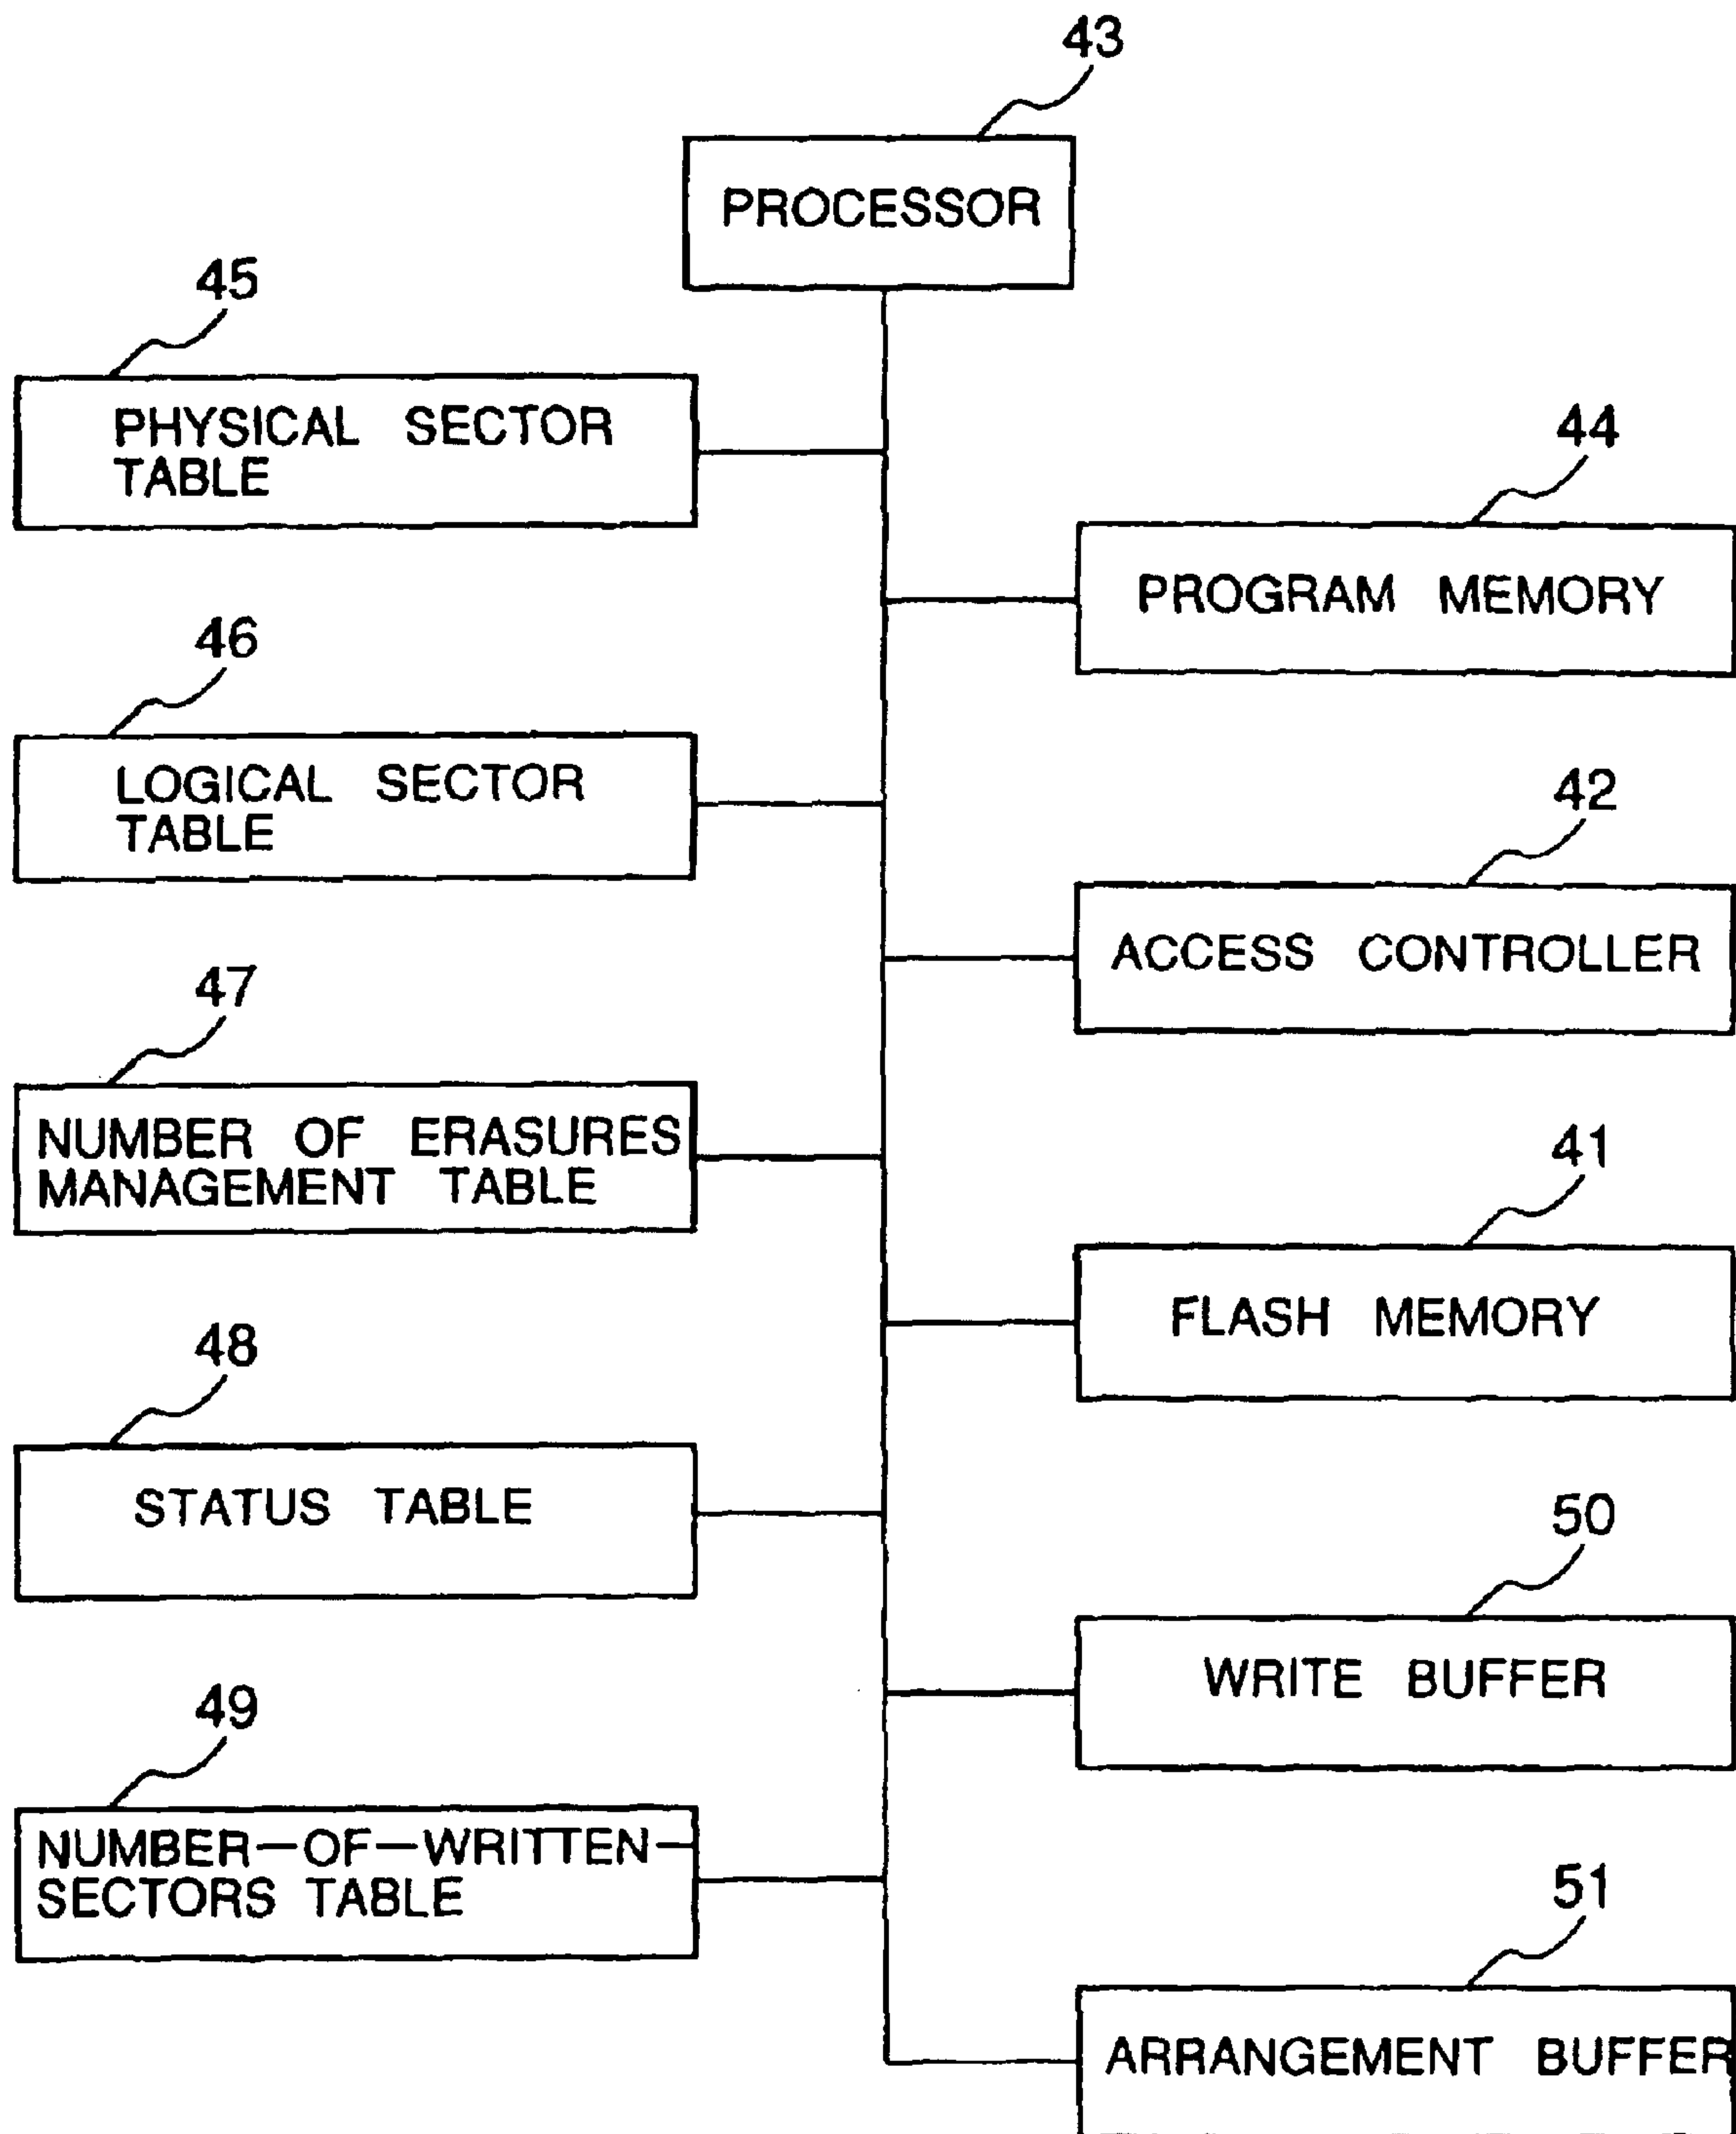 43
PROCESSOR
45
PHYSICAL SECTOR
TABLE
44
PROGRAM MEMORY
46
LOGICAL SECTOR
TABLE
42
ACCESS CONTROLLER
47
NUMBER OF ERASURES
MANAGEMENT TABLE
41
FLASH MEMORY
48
STATUS TABLE
50
WRITE BUFFER
49
NUMBER-OF-WRITTEN-
SECTORS TABLE
51
ARRANGEMENT BUFFER